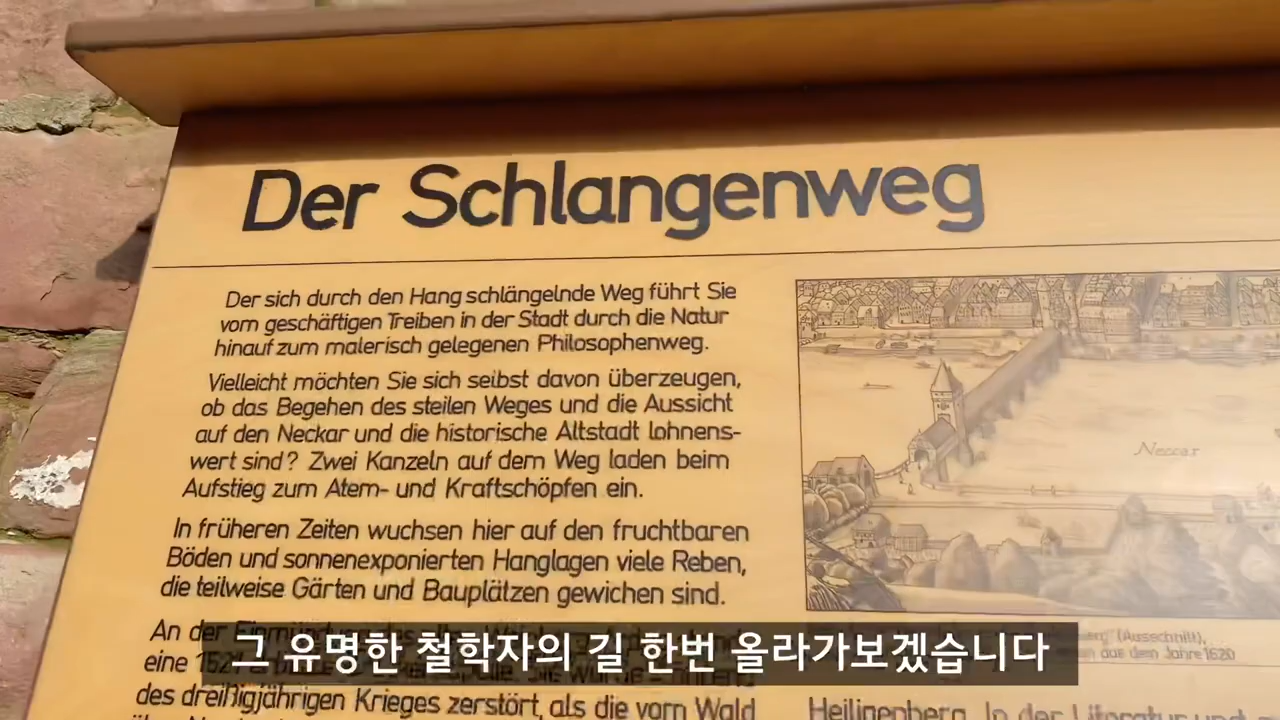 Der Schlangenweg
Der sich durch den Hang schlängelnde Weg führt Sie
vom geschäftigen Treiben in der Stadt durch die Natur
hinauf zum malerisch gelegenen Philosophenweg.
Vielleicht möchten Sie sich selbst davon überzeugen,
ob das Begehen des steilen Weges und die Aussicht
auf den Neckar und die historische Altstadt lohnens-
wert sind? Zwei Kanzeln auf dem Weg laden beim
Aufstieg zum Atem- und Kraftschöpfen ein.
In früheren Zeiten wuchsen hier auf den fruchtbaren
Böden und sonnenexponierten Hanglagen viele Reben,
die teilweise Gärten und Bauplätzen gewichen sind.
An der
eine
des dreißigjährigen Krieges zerstört, als die vom Wald
Neccar
(Ausschnitt),
aus dem Jahre 1620
Heiligenberg. In der Literatur und
그 유명한 철학자의 길 한번 올라가보겠습니다